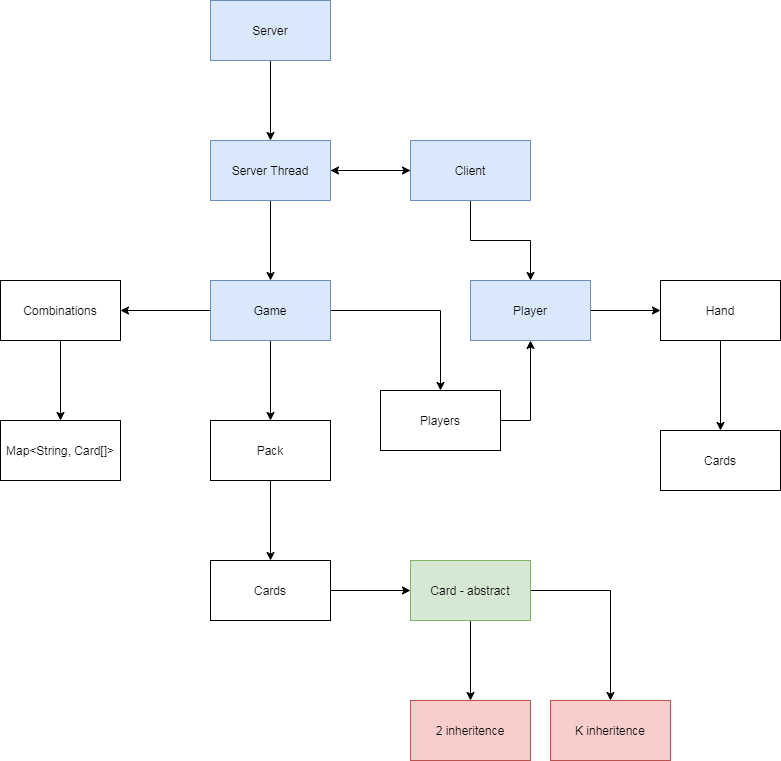 Server
Server Thread
Client
Combinations
Game
Player
Hand
Players
Map<String, Card[]>
Pack
Cards
Cards
Card - abstract
2 inheritence
K inheritence